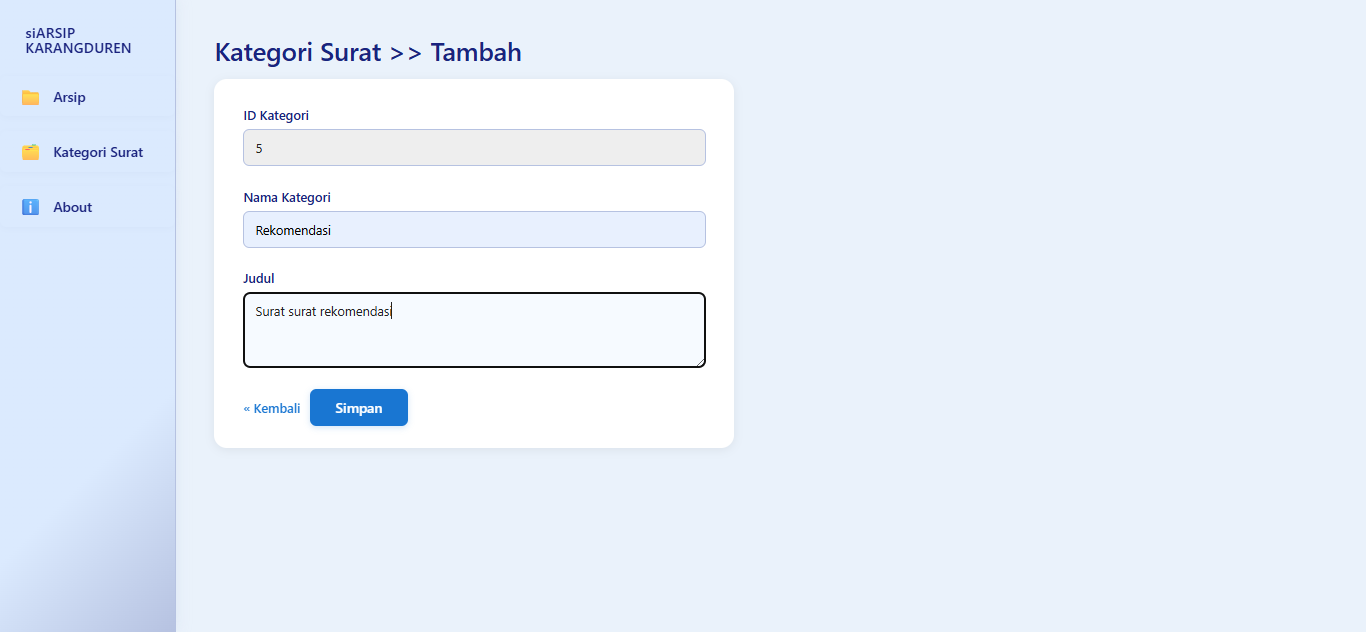 siARSIP
KARANGDUREN
Arsip
Kategori Surat
About
Kategori Surat >> Tambah
ID Kategori
5
Nama Kategori
Rekomendasi
Judul
Surat surat rekomendasi
« Kembali
Simpan